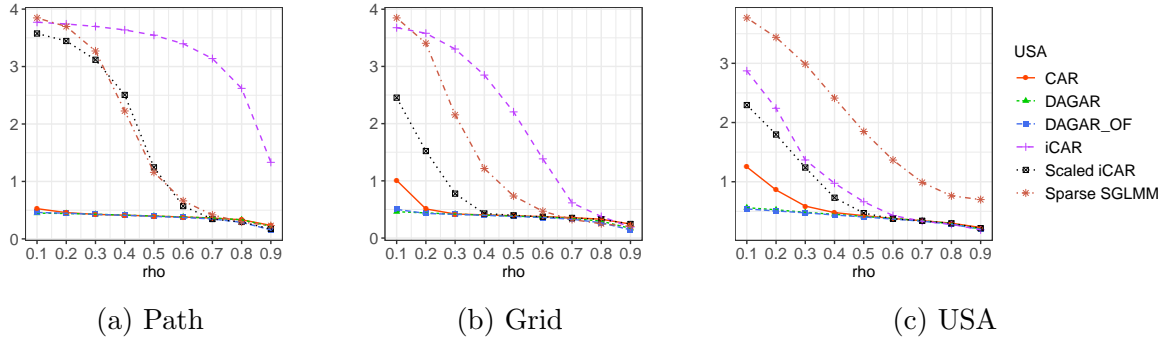 4
3
2
1
0
0.1 0.2 0.3 0.4 0.5 0.6 0.7 0.8 0.9
rho
(a) Path
4
3
2
1
0
0.1 0.2 0.3 0.4 0.5 0.6 0.7 0.8 0.9
rho
(b) Grid
3
2
1
0.1 0.2 0.3 0.4 0.5 0.6 0.7 0.8 0.9
rho
(c) USA
USA
CAR
DAGAR
DAGAR_OF
iCAR
Scaled iCAR
Sparse SGLMM